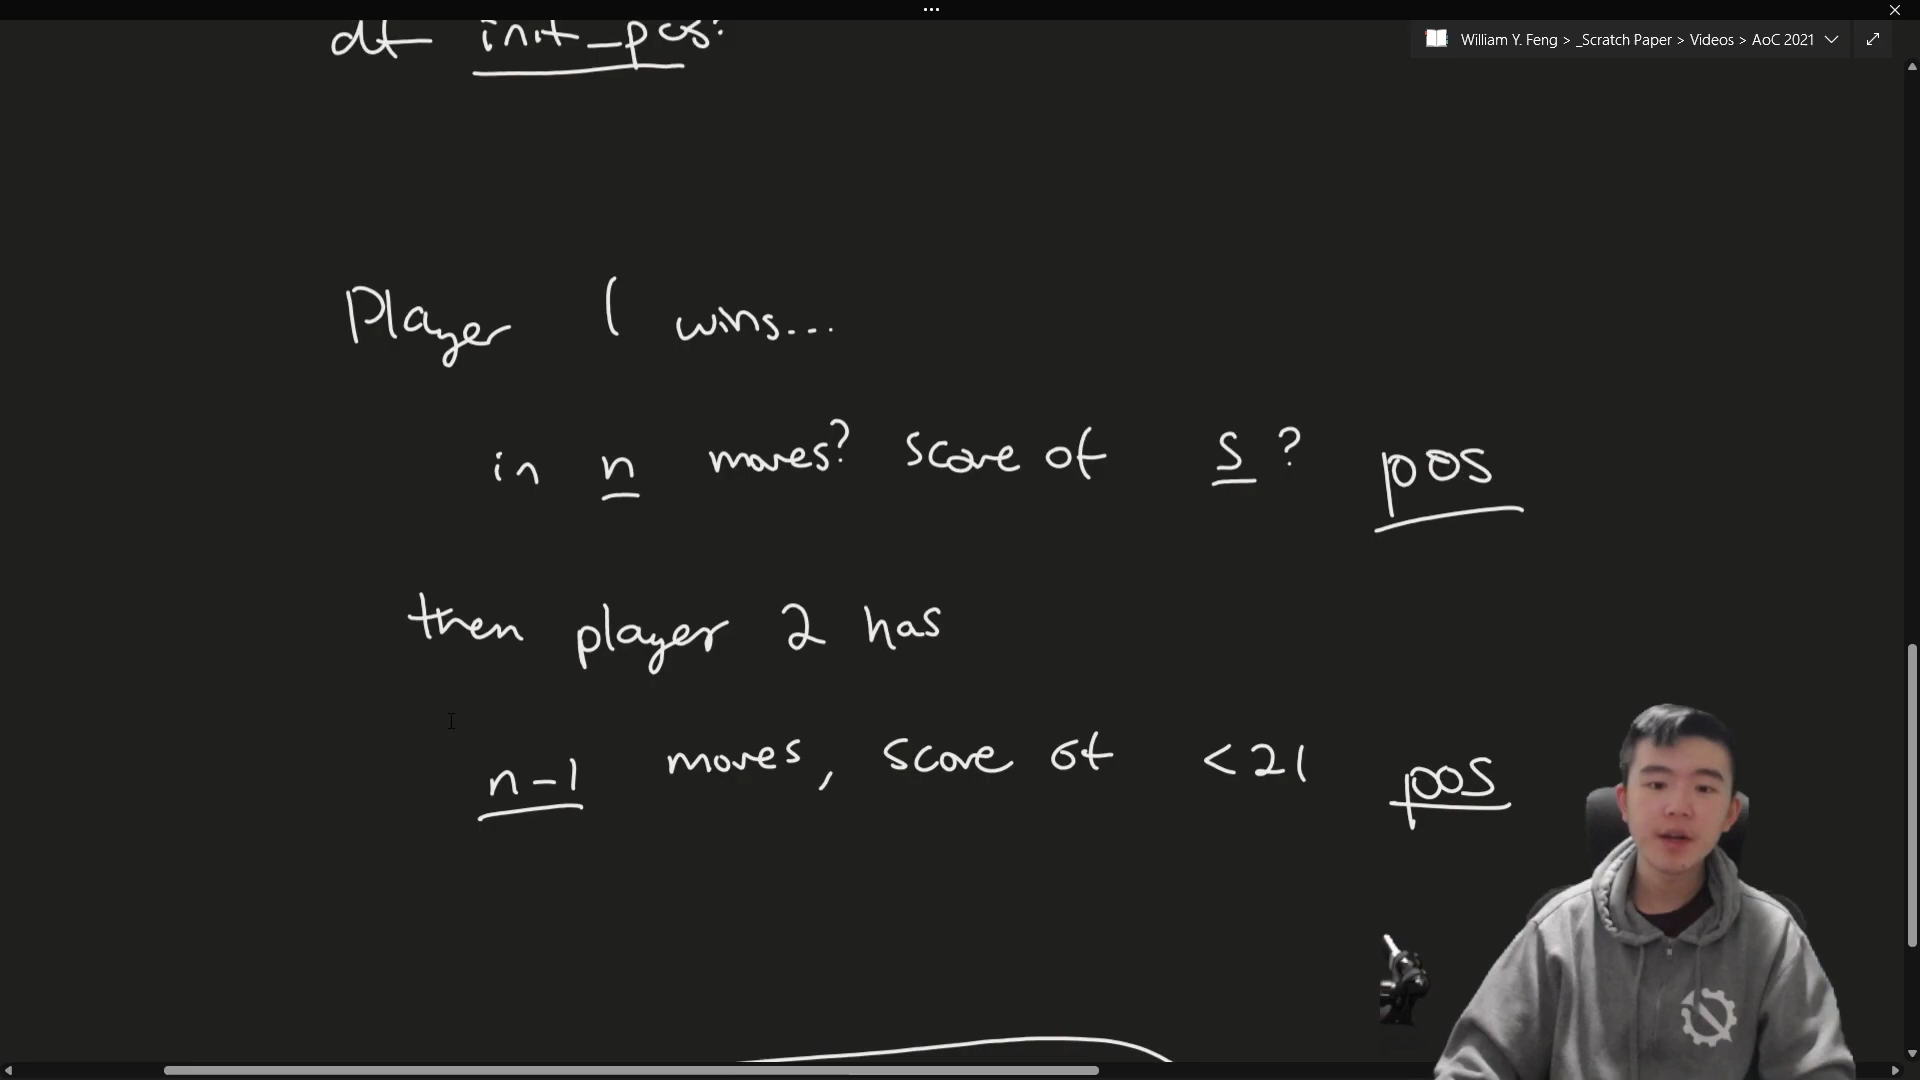 William Y. Feng > _Scratch Paper > Videos > AoC 2021
init_pos?
Player 1 wins...
in n moves? score of s? pos
then player 2 has
n-1 moves, score of <21 pos